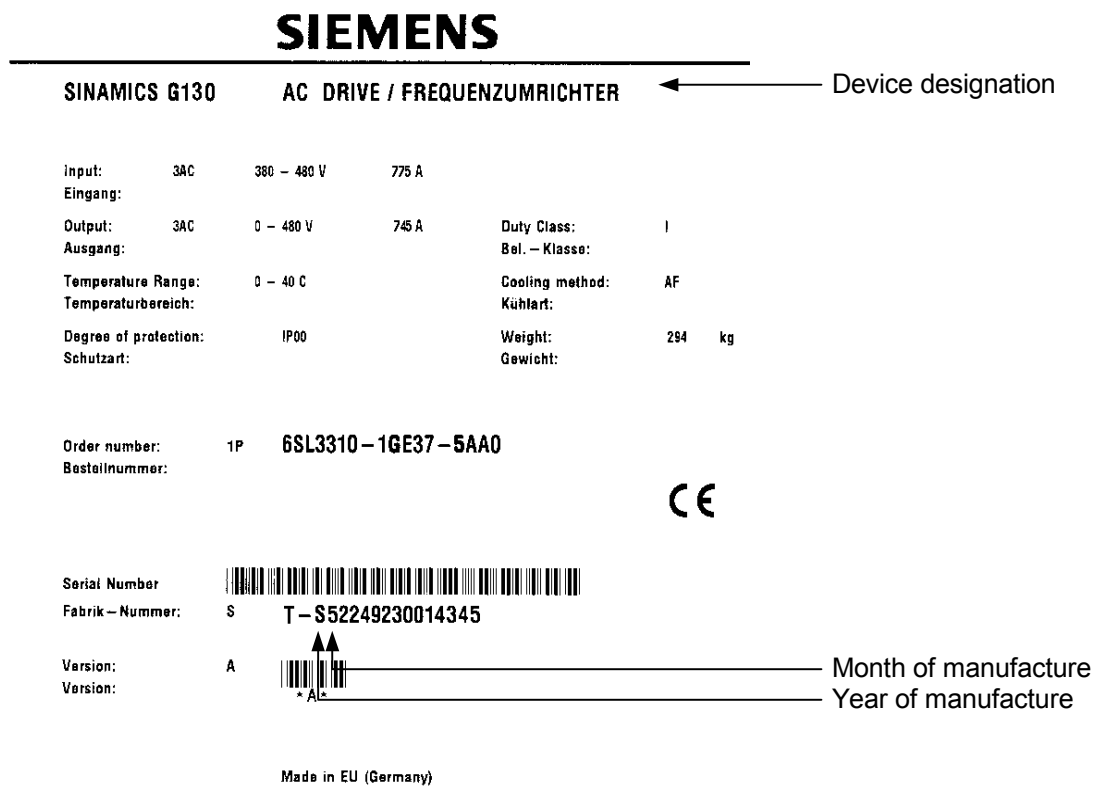 SIEMENS
SINAMICS G130 AC DRIVE / FREQUENZUMRICHTER
Device designation
Input: 3AC 380 – 480 V 775 A
Eingang:
Output: 3AC 0 – 480 V 745 A Duty Class: I
Ausgang: Bel. – Klasse:
Temperature Range: 0 – 40 C Cooling method: AF
Temperaturbereich: Kühlart:
Degree of protection: IP00 Weight: 294 kg
Schutzart: Gewicht:
Order number: 1P 6SL3310 – 1GE37 – 5AA0
Bestellnummer:
CE
Serial Number
Fabrik – Nummer: S T – S52249230014345
Version: A
Month of manufacture
Version: *A*
Year of manufacture
Made in EU (Germany)